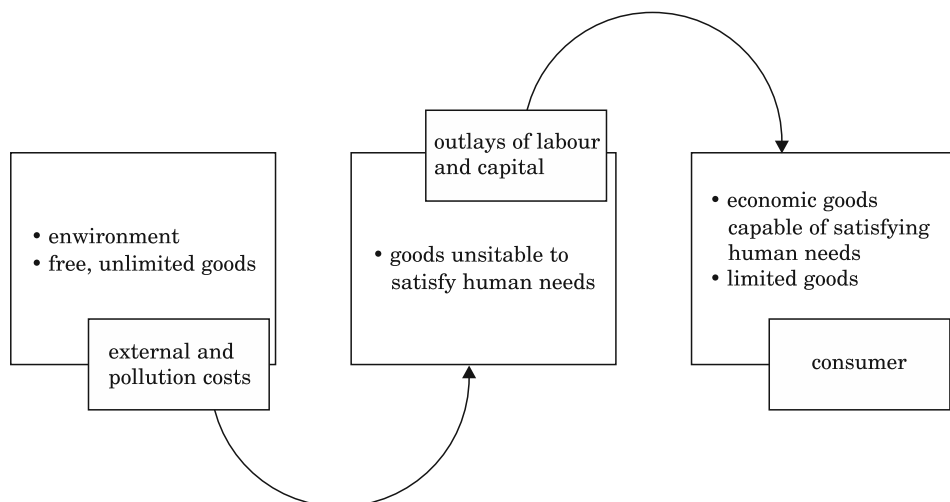 • enwironment
• free, unlimited goods
external and
pollution costs
outlays of labour
and capital
• goods unsitable to
satisfy human needs
• economic goods
capable of satisfying
human needs
• limited goods
consumer